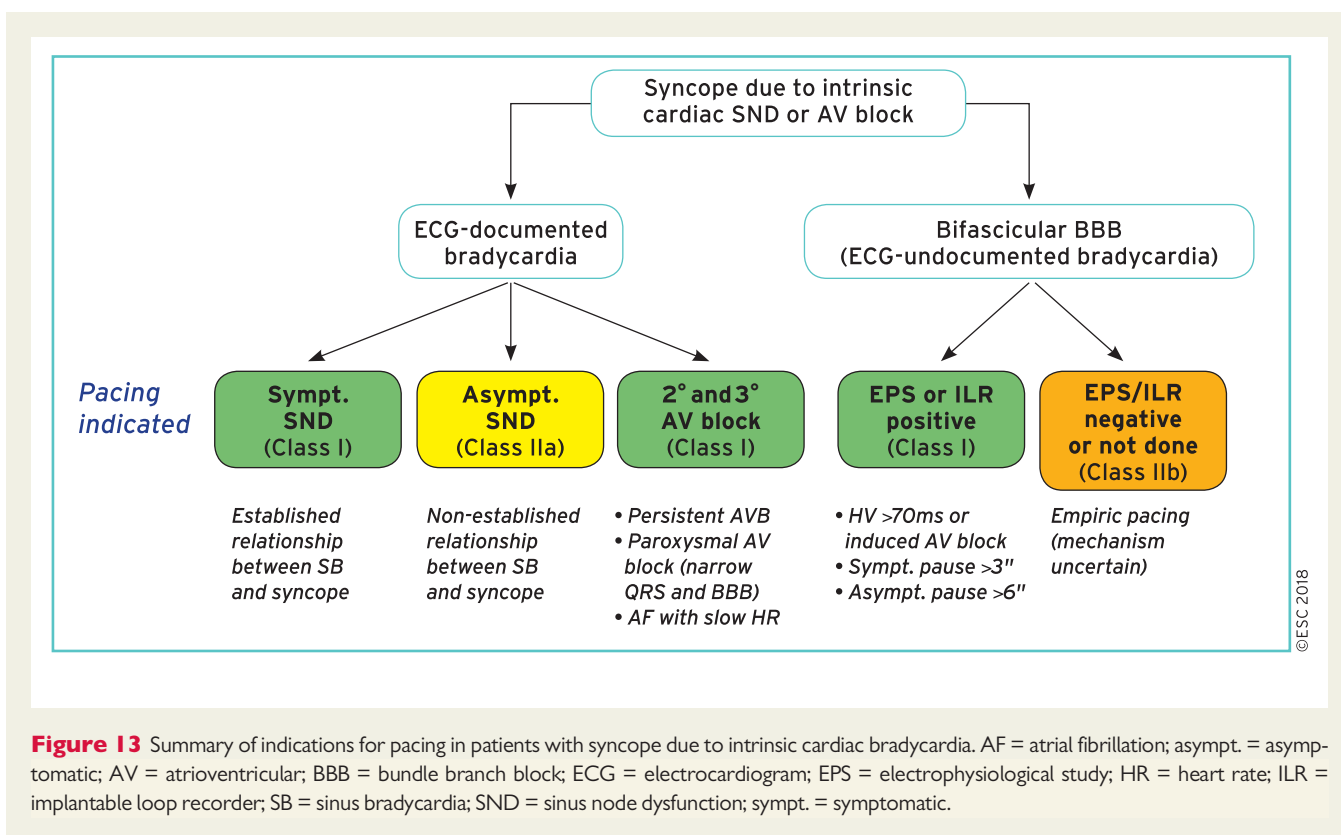 Syncope due to intrinsic
cardiac SND or AV block
ECG-documented
bradycardia
Bifascicular BBB
(ECG-undocumented bradycardia)
Pacing
indicated
Sympt.
SND
(Class I)
Asympt.
SND
(Class IIa)
2° and 3°
AV block
(Class I)
EPS or ILR
positive
(Class I)
EPS/ILR
negative
or not done
(Class IIb)
Established
relationship
between SB
and syncope
Non-established
relationship
between SB
and syncope
• Persistent AVB
• Paroxysmal AV
block (narrow
QRS and BBB)
• AF with slow HR
• HV >70ms or
induced AV block
• Sympt. pause >3"
• Asympt. pause >6"
Empiric pacing
(mechanism
uncertain)
©ESC 2018
Figure 13 Summary of indications for pacing in patients with syncope due to intrinsic cardiac bradycardia. AF = atrial fibrillation; asympt. = asymp-
tomatic; AV = atrioventricular; BBB = bundle branch block; ECG = electrocardiogram; EPS = electrophysiological study; HR = heart rate; ILR =
implantable loop recorder; SB = sinus bradycardia; SND = sinus node dysfunction; sympt. = symptomatic.